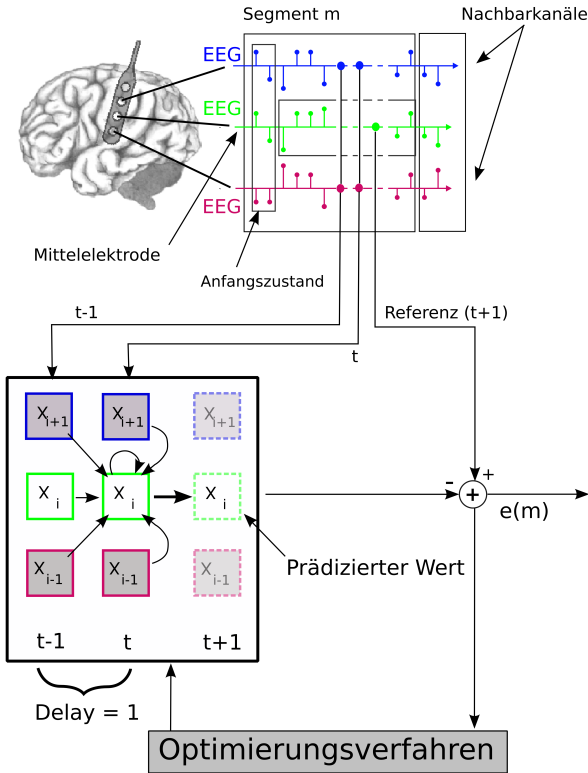 Segment m
Nachbarkanäle
EEG
EEG
EEG
Mittelelektrode
Anfangszustand
t-1
Referenz (t+1)
t
X i+1
X i+1
X i+1
X i
X i
X i
X i-1
X i-1
X i-1
- +
+
e(m)
Prädizierter Wert
t-1 t t+1
Delay = 1
Optimierungsverfahren